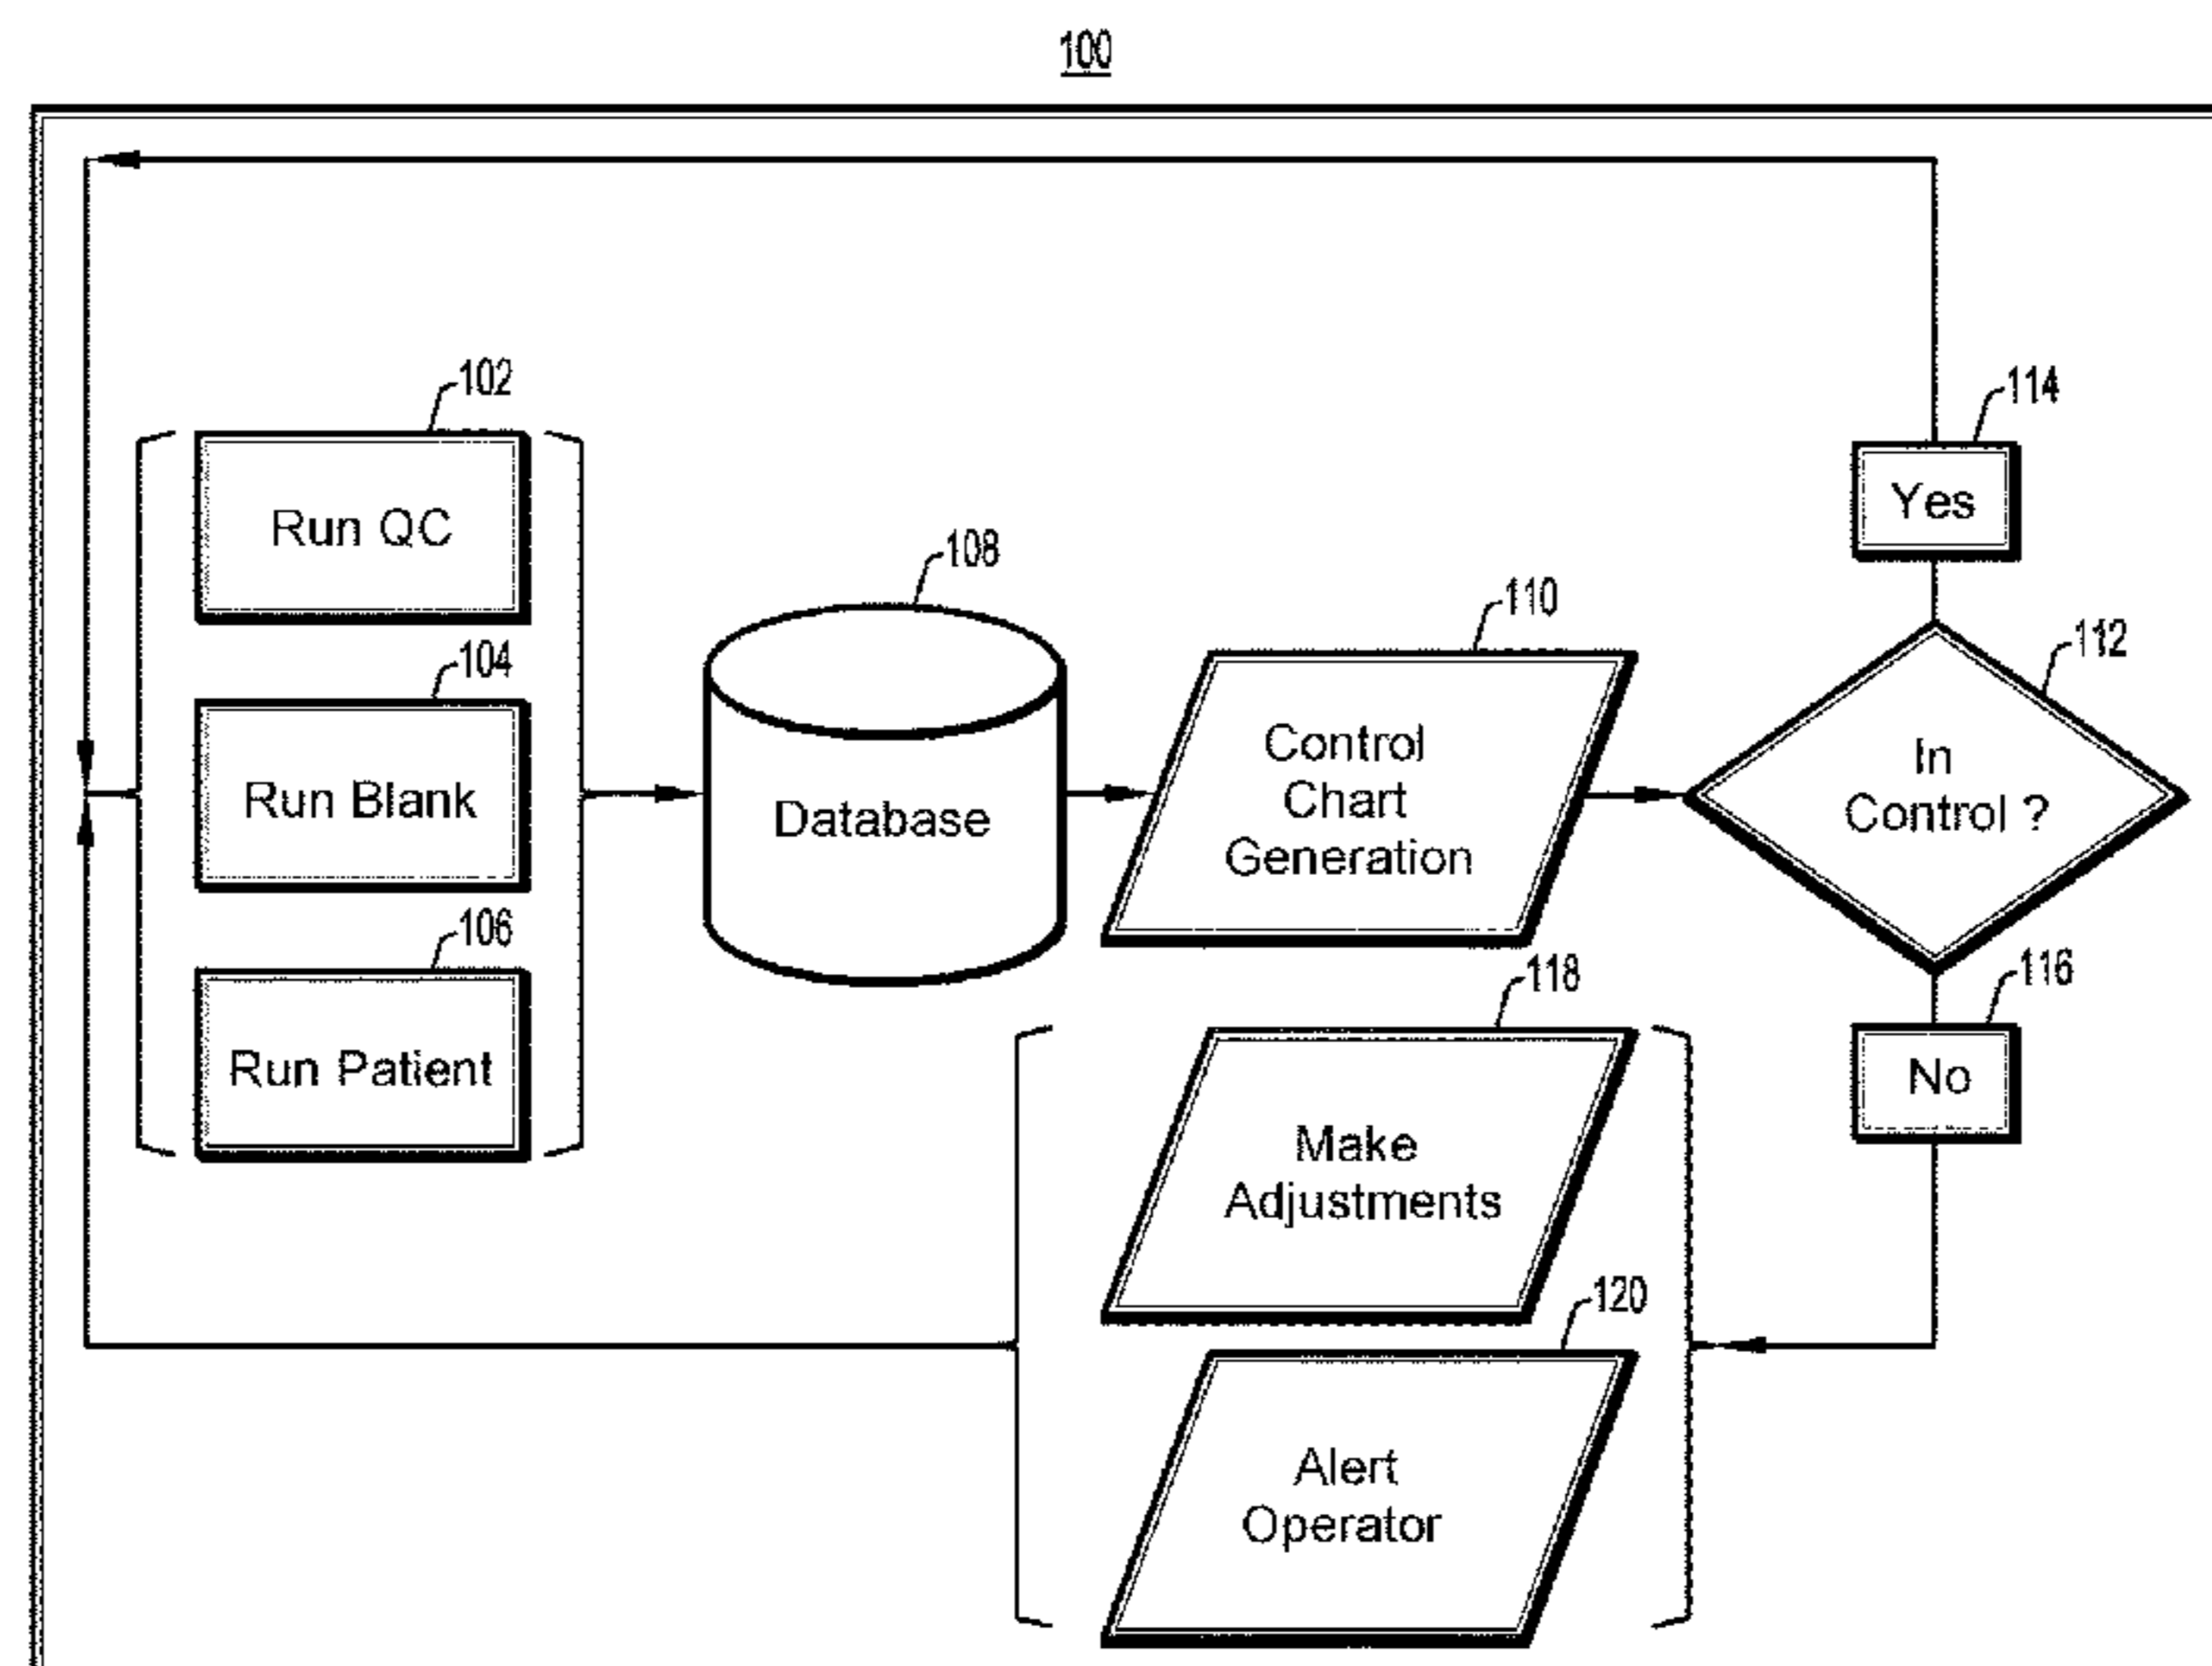 100
102
Run QC
104
Run Blank
106
Run Patient
108
Database
110
Control
Chart
Generation
112
In
Control ?
114
Yes
116
No
118
Make
Adjustments
120
Alert
Operator